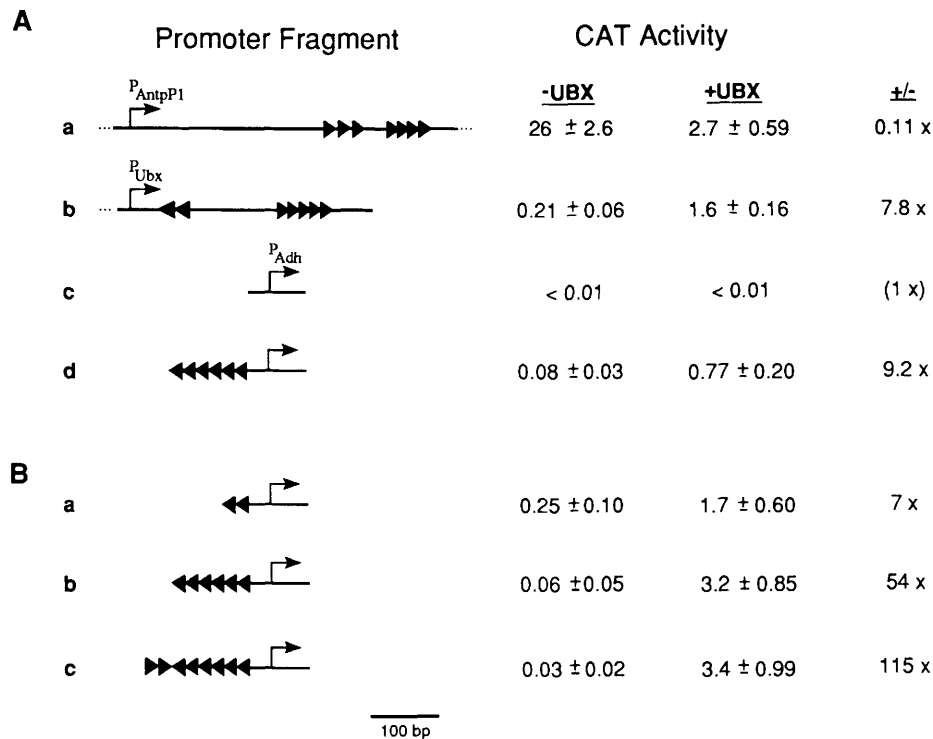 A
Promoter Fragment CAT Activity
-UBX +UBX +/-
P AntpP1
a 26 ± 2.6 2.7 ± 0.59 0.11 x
P Ubx
b 0.21 ± 0.06 1.6 ± 0.16 7.8 x
P Adh
c < 0.01 < 0.01 (1 x)
d 0.08 ± 0.03 0.77 ± 0.20 9.2 x
B
a 0.25 ± 0.10 1.7 ± 0.60 7 x
b 0.06 ± 0.05 3.2 ± 0.85 54 x
c 0.03 ± 0.02 3.4 ± 0.99 115 x
100 bp